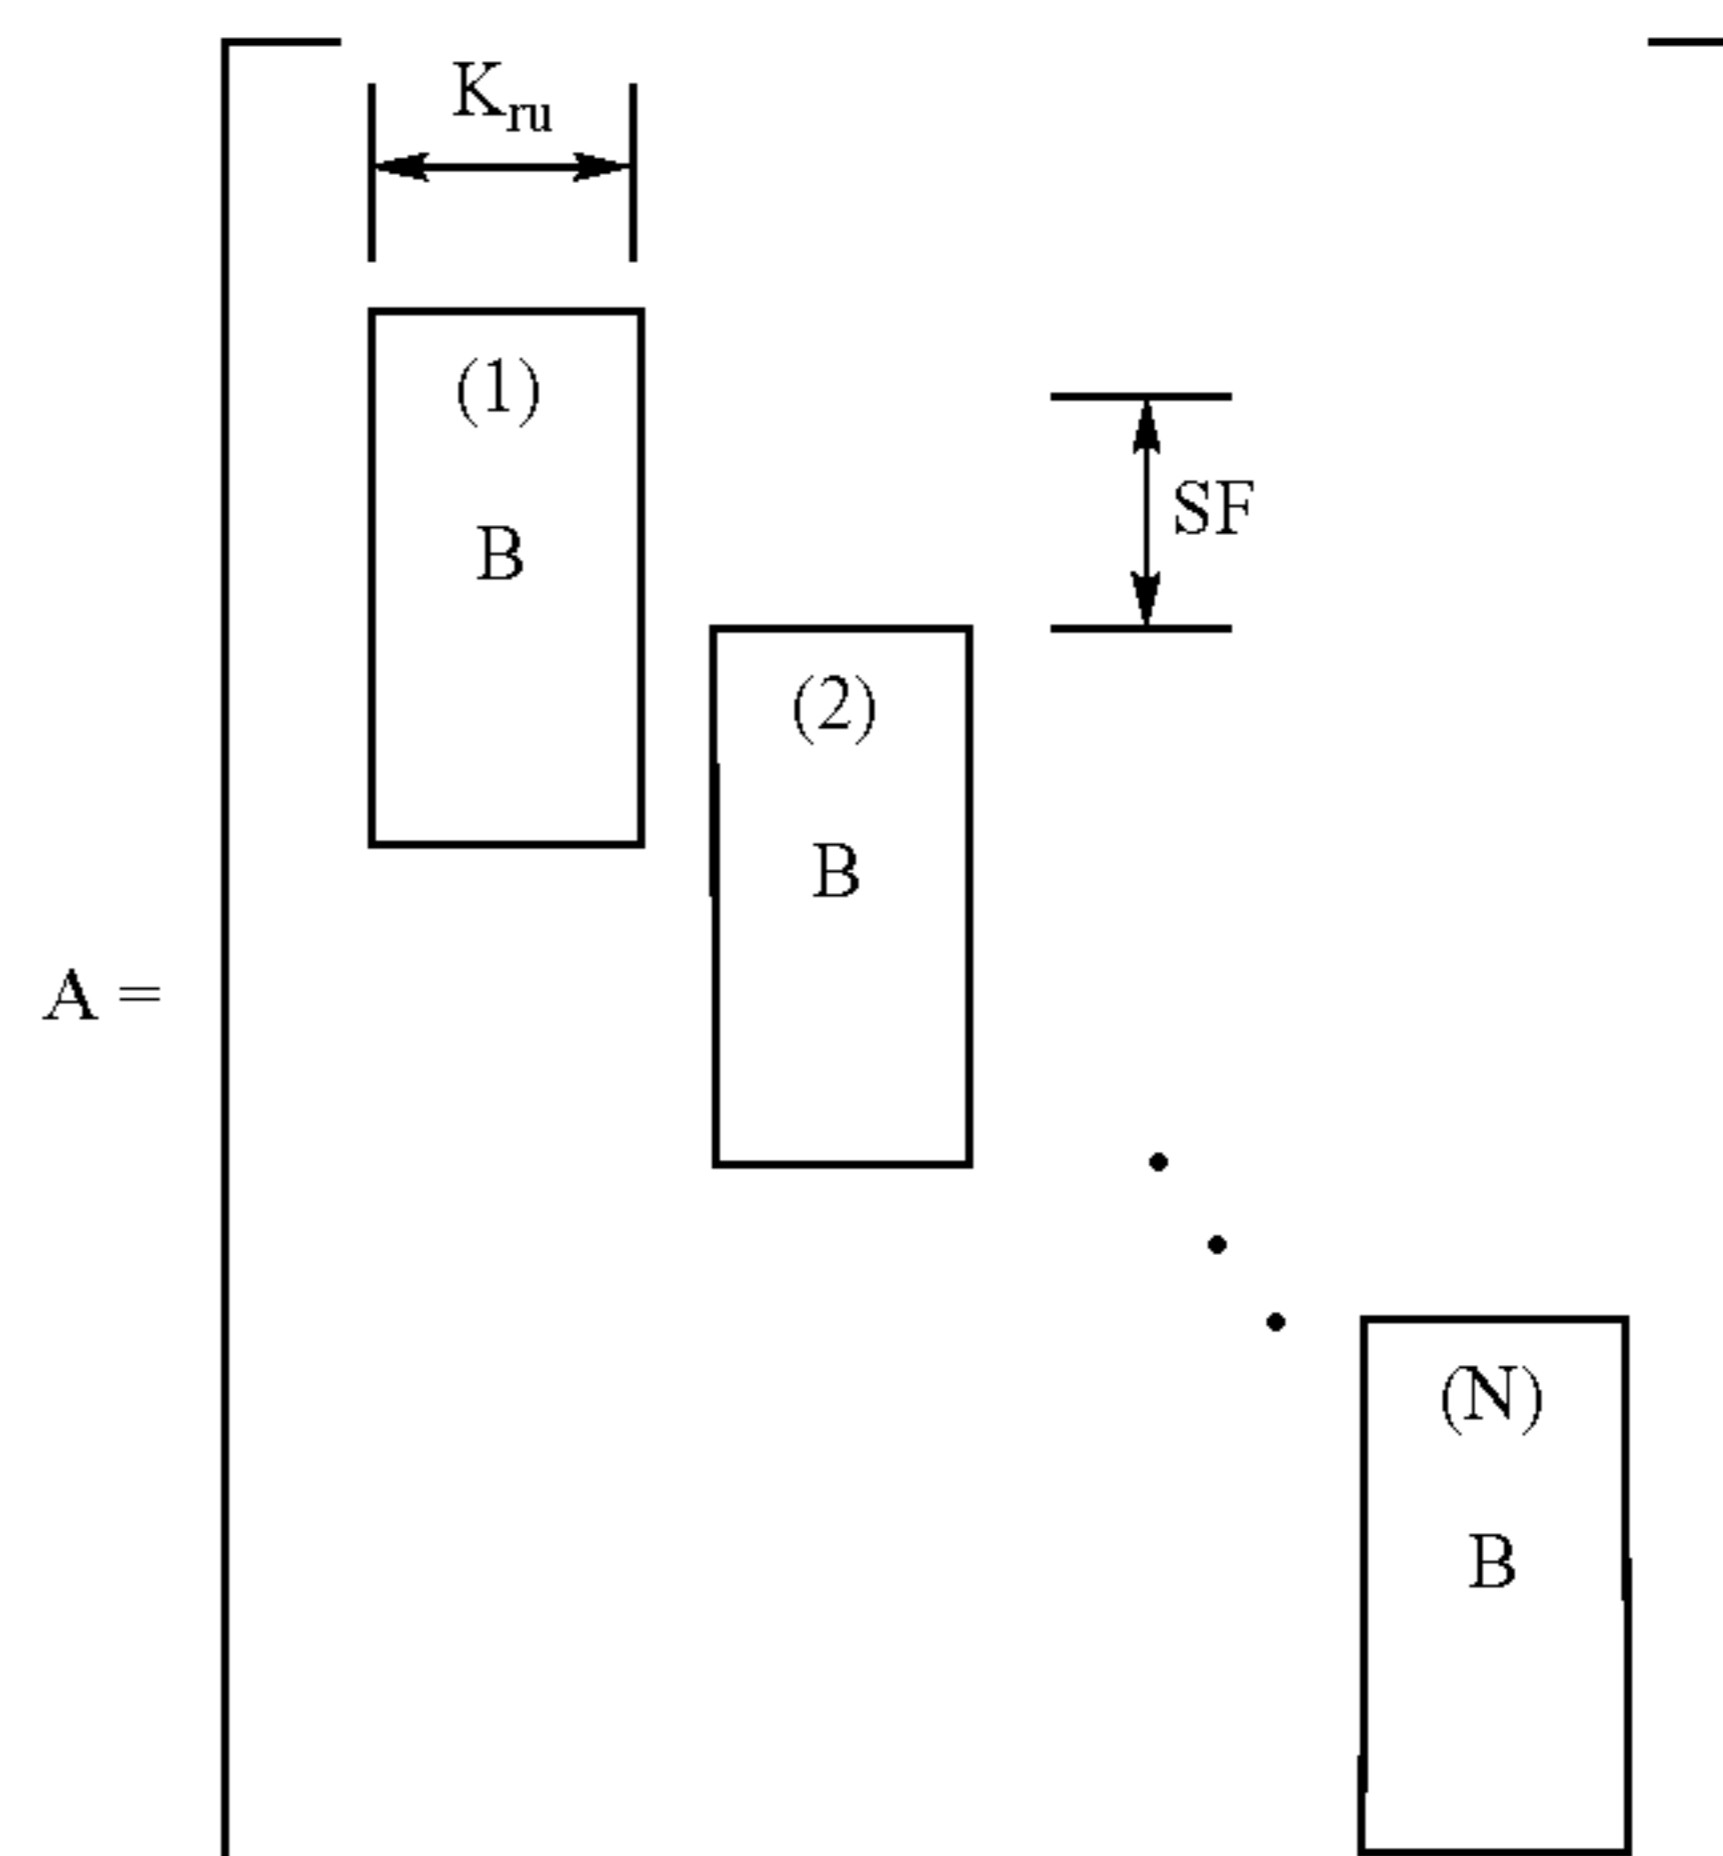 K_ru
(1)
SF
B
(2)
B
A =
(N)
B